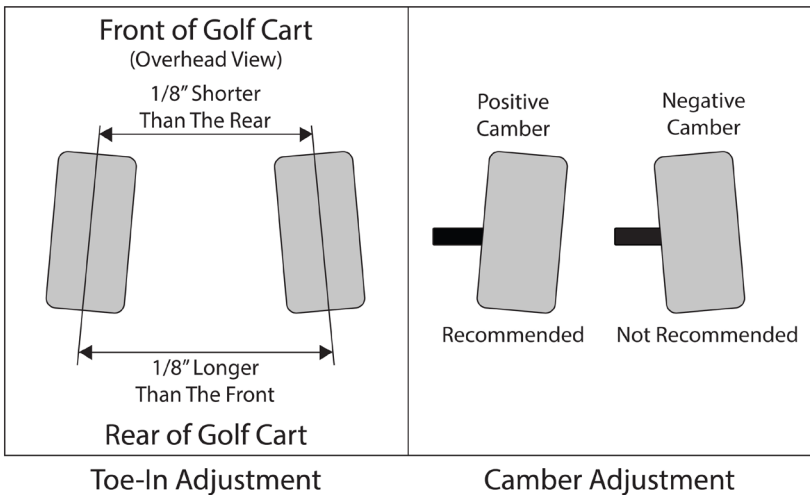 Front of Golf Cart
(Overhead View)
1/8” Shorter
Than The Rear
1/8” Longer
Than The Front
Rear of Golf Cart
Toe-In Adjustment
Positive
Camber
Negative
Camber
Recommended
Not Recommended
Camber Adjustment